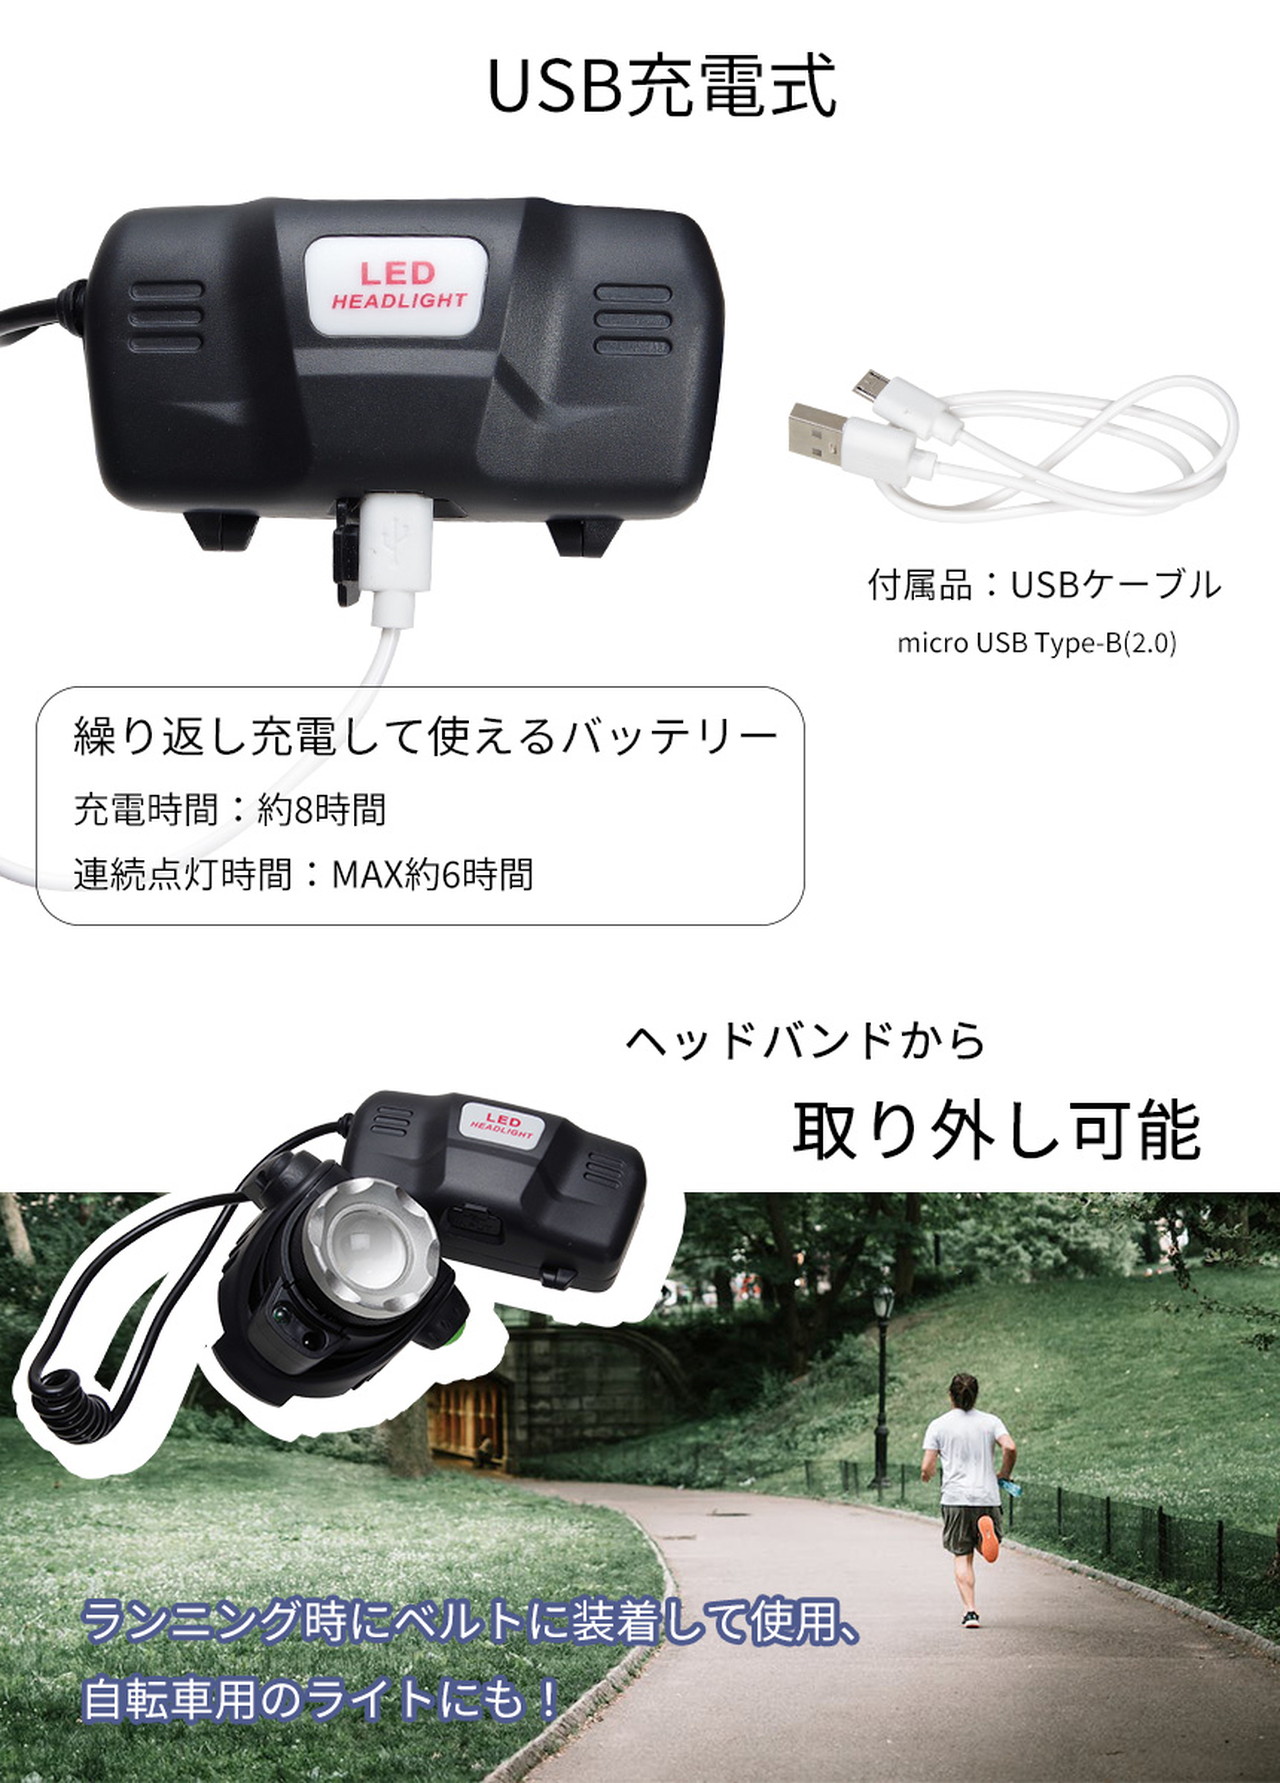 USB充電式
LED
HEADLIGHT
付属品：USBケーブル
micro USB Type-B(2.0)
繰り返し充電して使えるバッテリー
充電時間：約8時間
連続点灯時間：MAX約6時間
ヘッドバンドから
取り外し可能
LED
HEADLIGHT
ランニング時にベルトに装着して使用、
自転車用のライトにも！